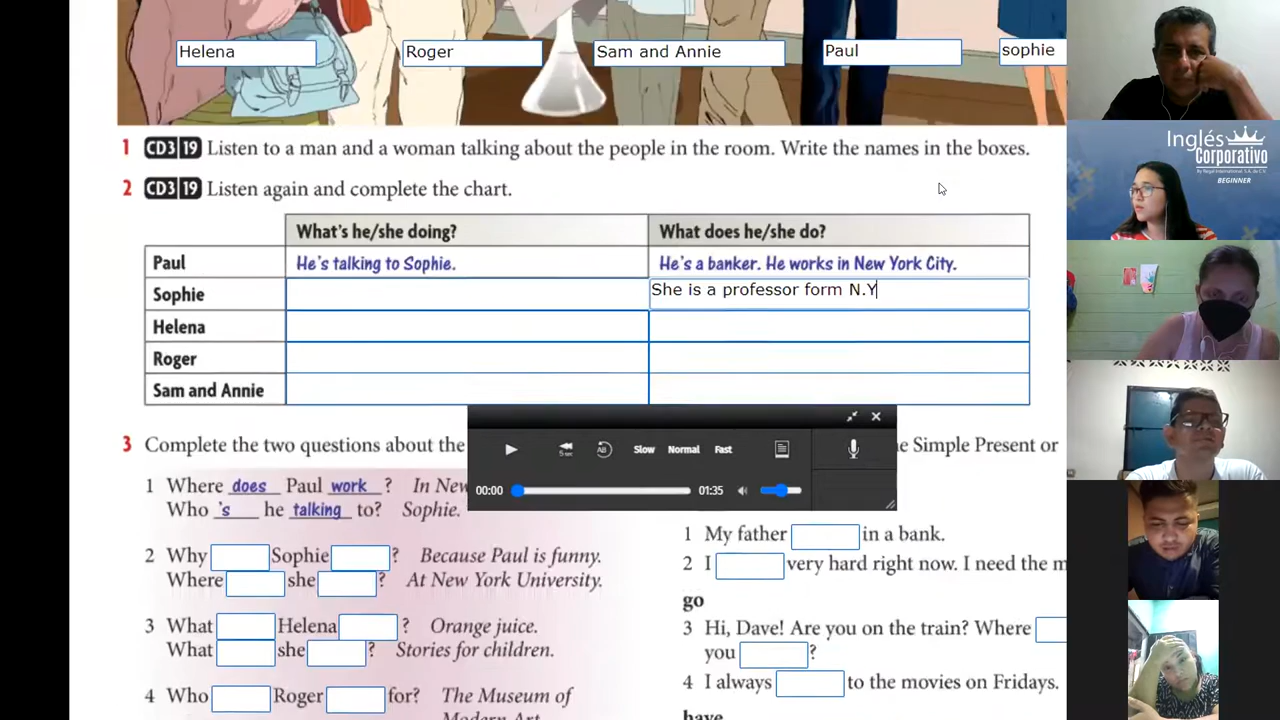 Helena
Roger
Sam and Annie
Paul
sophie
1 CD3 19 Listen to a man and a woman talking about the people in the room. Write the names in the boxes.
2 CD3 19 Listen again and complete the chart.
What's he/she doing?
What does he/she do?
Paul
He's talking to Sophie.
He's a banker. He works in New York City.
Sophie
She is a professor form N.Y
Helena
Roger
Sam and Annie
3 Complete the two questions about the
e Simple Present or
Slow Normal Fast
00:00
01:35
1 Where does Paul work ? In New
Who 's he talking to? Sophie.
2 Why Sophie ? Because Paul is funny.
Where she ? At New York University.
3 What Helena ? Orange juice.
What she ? Stories for children.
4 Who Roger for? The Museum of
Modern Art.
1 My father in a bank.
2 I very hard right now. I need the m
go
3 Hi, Dave! Are you on the train? Where
you ?
4 I always to the movies on Fridays.
have
Inglés
Corporativo
By Regal International S.A. de C.V.
BEGINNER